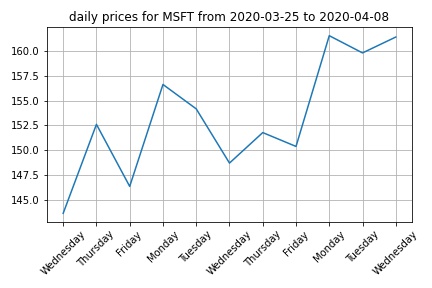 daily prices for MSFT from 2020-03-25 to 2020-04-08
160.0
157.5
155.0
152.5
150.0
147.5
145.0
Wednesday
Thursday
Friday
Monday
Tuesday
Wednesday
Thursday
Friday
Monday
Tuesday
Wednesday